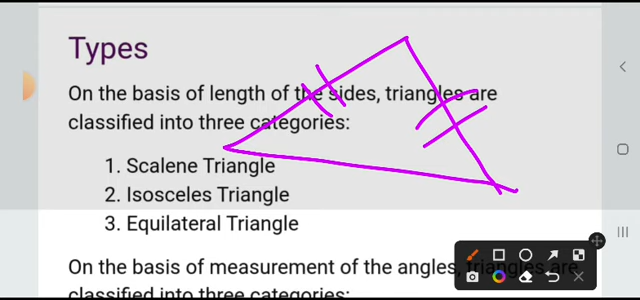 Types
On the basis of length of the sides, triangles are
classified into three categories:
1. Scalene Triangle
2. Isosceles Triangle
3. Equilateral Triangle
On the basis of measurement of the angles, triangles are
classified into three categories: